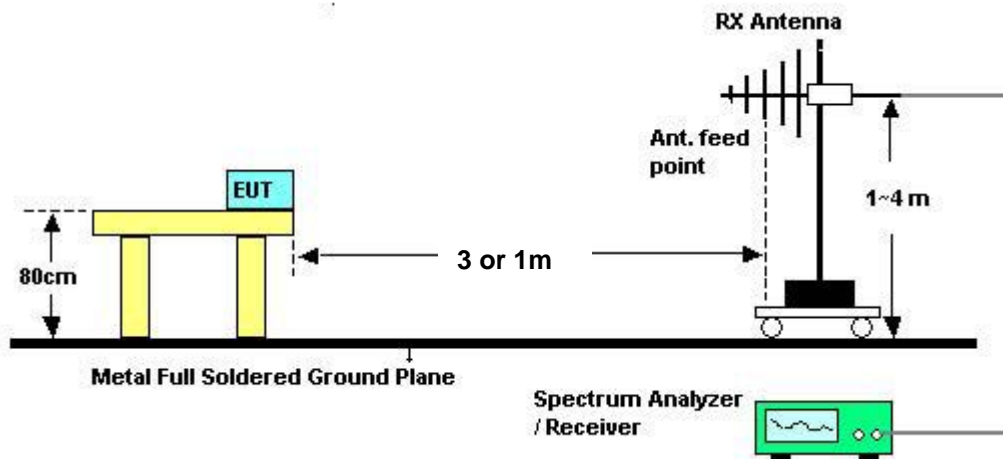 RX Antenna
Ant. feed
point
EUT
1~4 m
3 or 1m
80cm
Metal Full Soldered Ground Plane
Spectrum Analyzer
/ Receiver